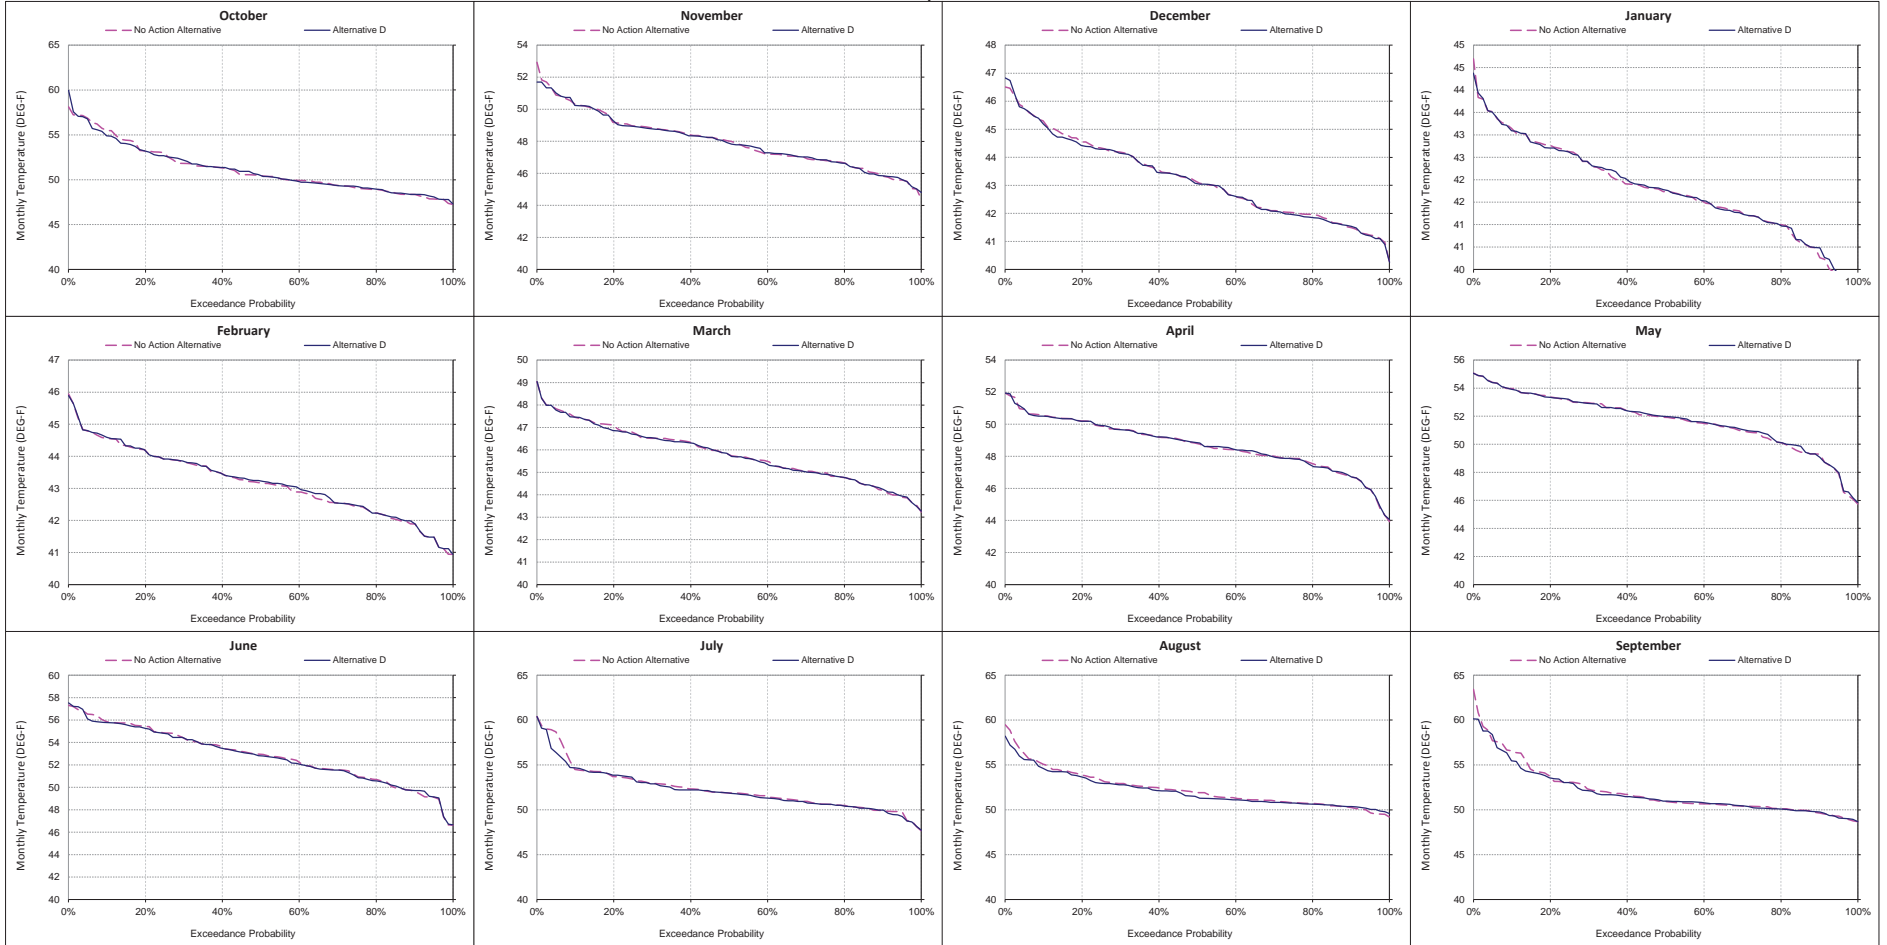 October
November
December
January
No Action Alternative Alternative D
No Action Alternative Alternative D
No Action Alternative Alternative D
No Action Alternative Alternative D
Monthly Temperature (DEG-F)
65
60
55
50
45
40
0% 20% 40% 60% 80% 100%
Exceedance Probability
Monthly Temperature (DEG-F)
54
52
50
48
46
44
42
40
0% 20% 40% 60% 80% 100%
Exceedance Probability
Monthly Temperature (DEG-F)
48
47
46
45
44
43
42
41
40
0% 20% 40% 60% 80% 100%
Exceedance Probability
Monthly Temperature (DEG-F)
45
45
44
44
43
43
42
42
41
41
40
0% 20% 40% 60% 80% 100%
Exceedance Probability
February
March
April
May
No Action Alternative Alternative D
No Action Alternative Alternative D
No Action Alternative Alternative D
No Action Alternative Alternative D
Monthly Temperature (DEG-F)
47
46
45
44
43
42
41
40
0% 20% 40% 60% 80% 100%
Exceedance Probability
Monthly Temperature (DEG-F)
50
49
48
47
46
45
44
43
42
41
40
0% 20% 40% 60% 80% 100%
Exceedance Probability
Monthly Temperature (DEG-F)
54
52
50
48
46
44
42
40
0% 20% 40% 60% 80% 100%
Exceedance Probability
Monthly Temperature (DEG-F)
56
54
52
50
48
46
44
42
40
0% 20% 40% 60% 80% 100%
Exceedance Probability
June
July
August
September
No Action Alternative Alternative D
No Action Alternative Alternative D
No Action Alternative Alternative D
No Action Alternative Alternative D
Monthly Temperature (DEG-F)
60
58
56
54
52
50
48
46
44
42
40
0% 20% 40% 60% 80% 100%
Exceedance Probability
Monthly Temperature (DEG-F)
65
60
55
50
45
40
0% 20% 40% 60% 80% 100%
Exceedance Probability
Monthly Temperature (DEG-F)
65
60
55
50
45
40
0% 20% 40% 60% 80% 100%
Exceedance Probability
Monthly Temperature (DEG-F)
65
60
55
50
45
40
0% 20% 40% 60% 80% 100%
Exceedance Probability